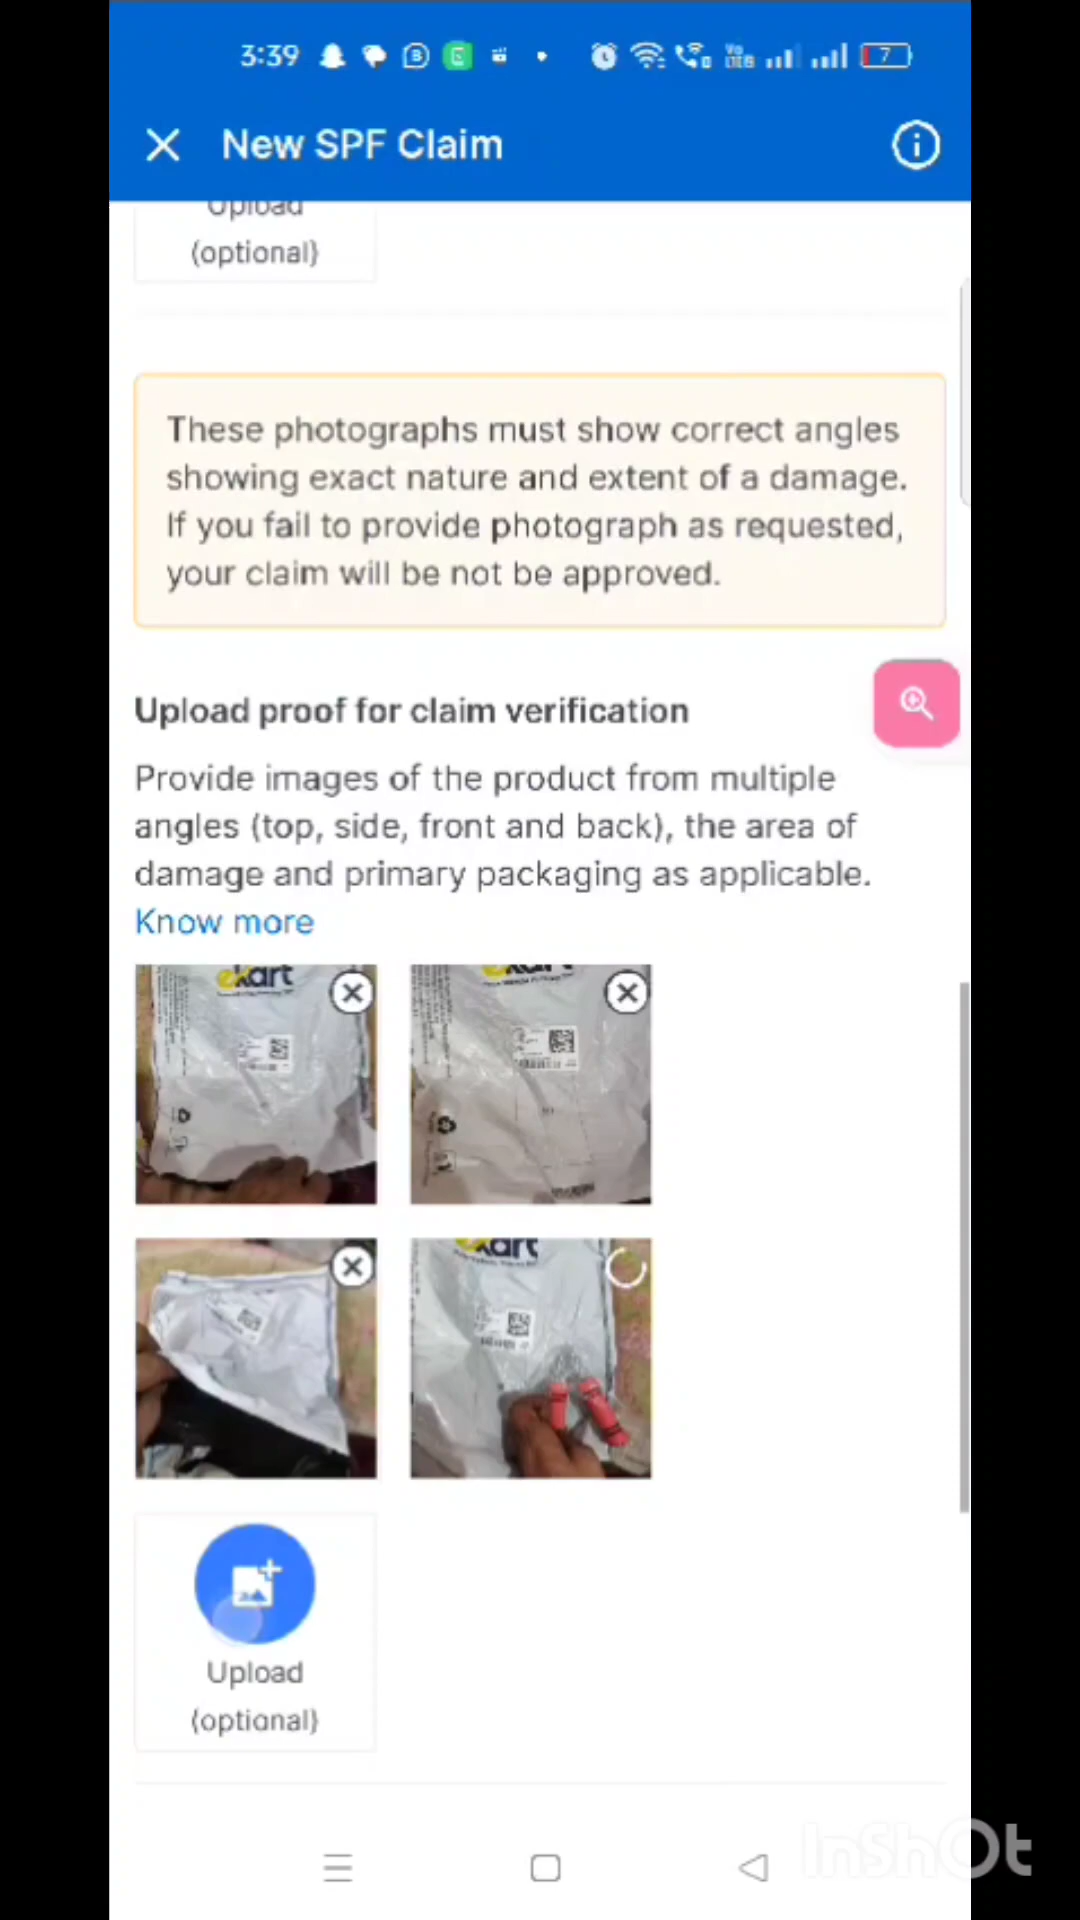 3:39
7
New SPF Claim
Upload
(optional)
These photographs must show correct angles
showing exact nature and extent of a damage.
If you fail to provide photograph as requested,
your claim will be not be approved.
Upload proof for claim verification
Provide images of the product from multiple
angles (top, side, front and back), the area of
damage and primary packaging as applicable.
Know more
ekart
Upload
(optional)
InShOt